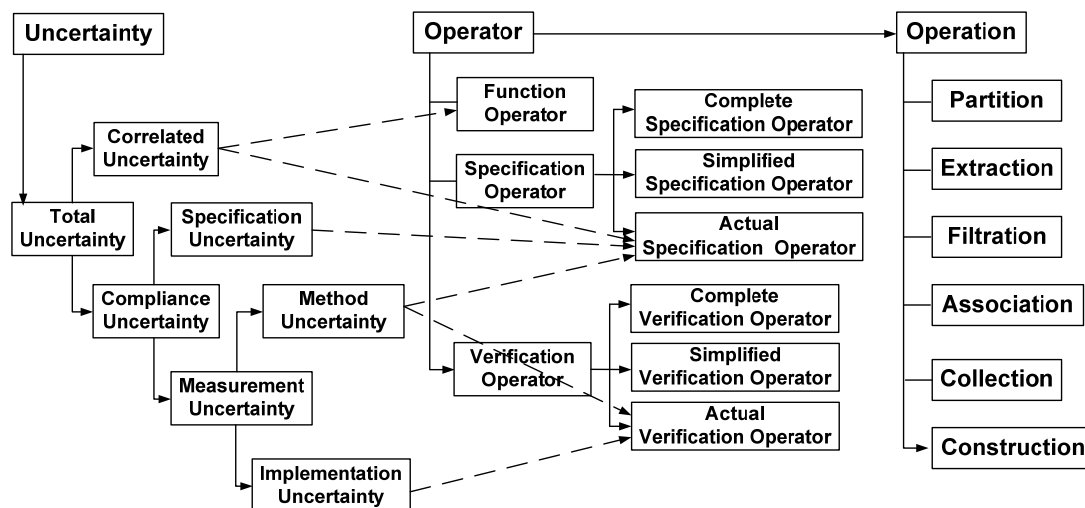 Uncertainty
Operator
Operation
Function
Operator
Complete
Specification Operator
Partition
Correlated
Uncertainty
Specification
Operator
Simplified
Specification Operator
Extraction
Total
Uncertainty
Specification
Uncertainty
Actual
Specification Operator
Filtration
Compliance
Uncertainty
Method
Uncertainty
Complete
Verification Operator
Association
Verification
Operator
Simplified
Verification Operator
Measurement
Uncertainty
Collection
Actual
Verification Operator
Construction
Implementation
Uncertainty